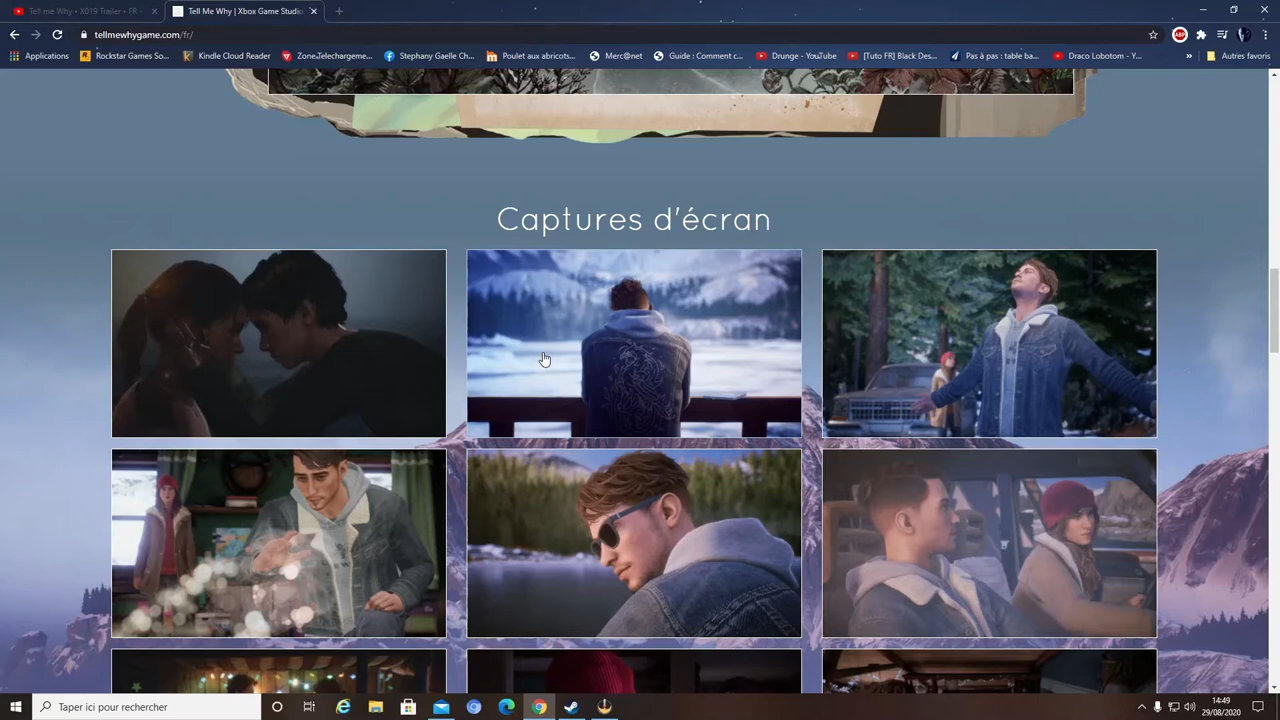 Tell me Why • X019 Trailer • FR -
Tell Me Why | Xbox Game Studio
tellmewhygame.com/fr/
Applications
Rockstar Games So...
Kindle Cloud Reader
ZoneTelechargeme...
Stephany Gaelle Ch...
Poulet aux abricots...
Merc@net
Guide : Comment c...
Drunge - YouTube
[Tuto FR] Black Des...
Pas à pas : table ba...
Draco Lobotom - Y...
»
Autres favoris
Captures d'écran
Taper ici pour rechercher
14:49
29/08/2020